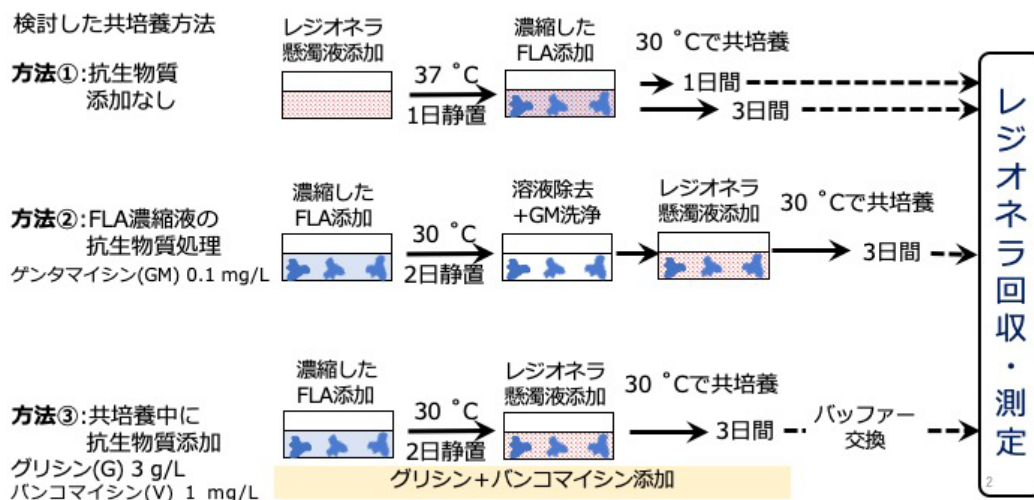 検討した共培養方法
方法①:抗生物質
添加なし
レジオネラ
懸濁液添加
37 ˚C
1日静置
濃縮した
FLA添加
30 ˚Cで共培養
1日間
3日間
方法②:FLA濃縮液の
抗生物質処理
ゲンタマイシン(GM) 0.1 mg/L
濃縮した
FLA添加
30 ˚C
2日静置
溶液除去
+GM洗浄
レジオネラ
懸濁液添加
30 ˚Cで共培養
3日間
方法③:共培養中に
抗生物質添加
グリシン(G) 3 g/L
バンコマイシン(V) 1 mg/L
濃縮した
FLA添加
30 ˚C
2日静置
レジオネラ
懸濁液添加
30 ˚Cで共培養
3日間
バッファー
交換
グリシン+バンコマイシン添加
レジオネラ回収・測定
2